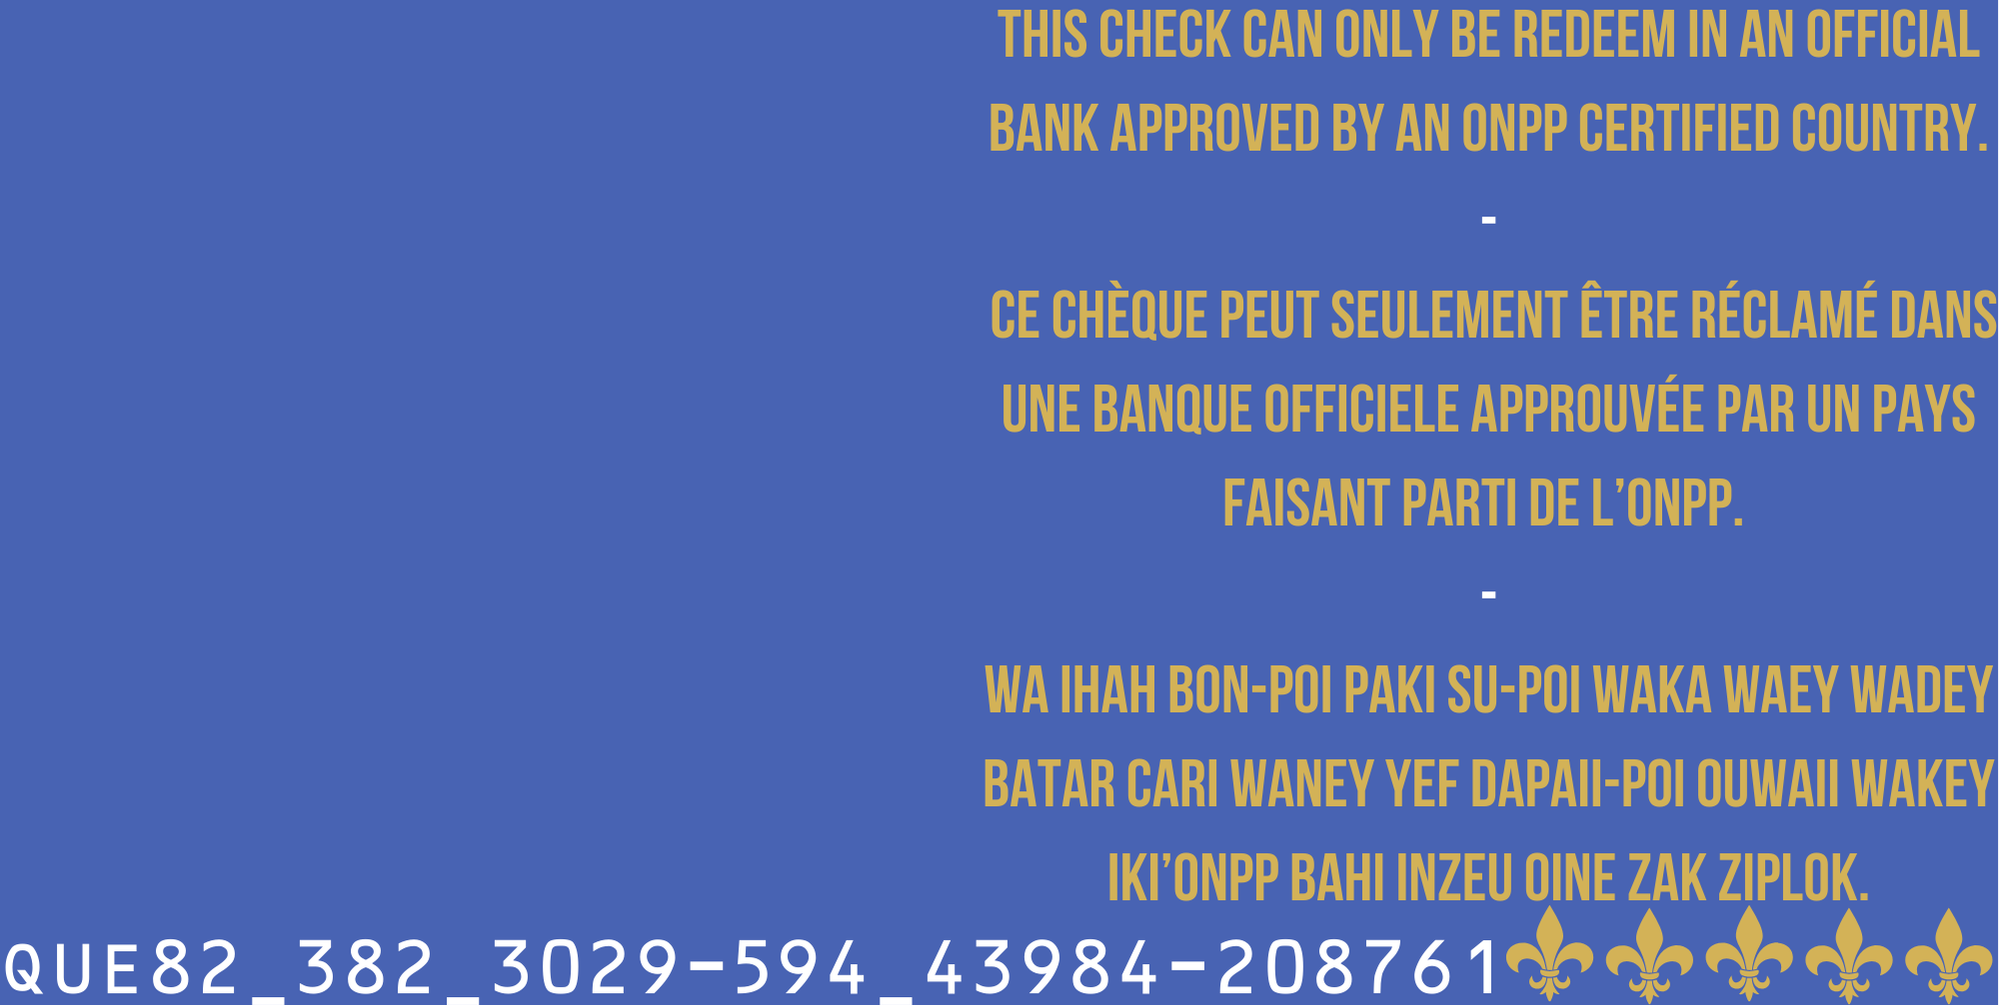 THIS CHECK CAN ONLY BE REDEEM IN AN OFFICIAL
BANK APPROVED BY AN ONPP CERTIFIED COUNTRY.
-
CE CHÈQUE PEUT SEULEMENT ÊTRE RÉCLAMÉ DANS
UNE BANQUE OFFICIELE APPROUVÉE PAR UN PAYS
FAISANT PARTI DE L’ONPP.
-
WA IHAH BON-POI PAKI SU-POI WAKA WAEY WADEY
BATAR CARI WANEY YEF DAPAII-POI OUWAII WAKEY
IKI’ONPP BAHI INZEU OINE ZAK ZIPLOK.
QUE82_382_3029-594_43984-208761